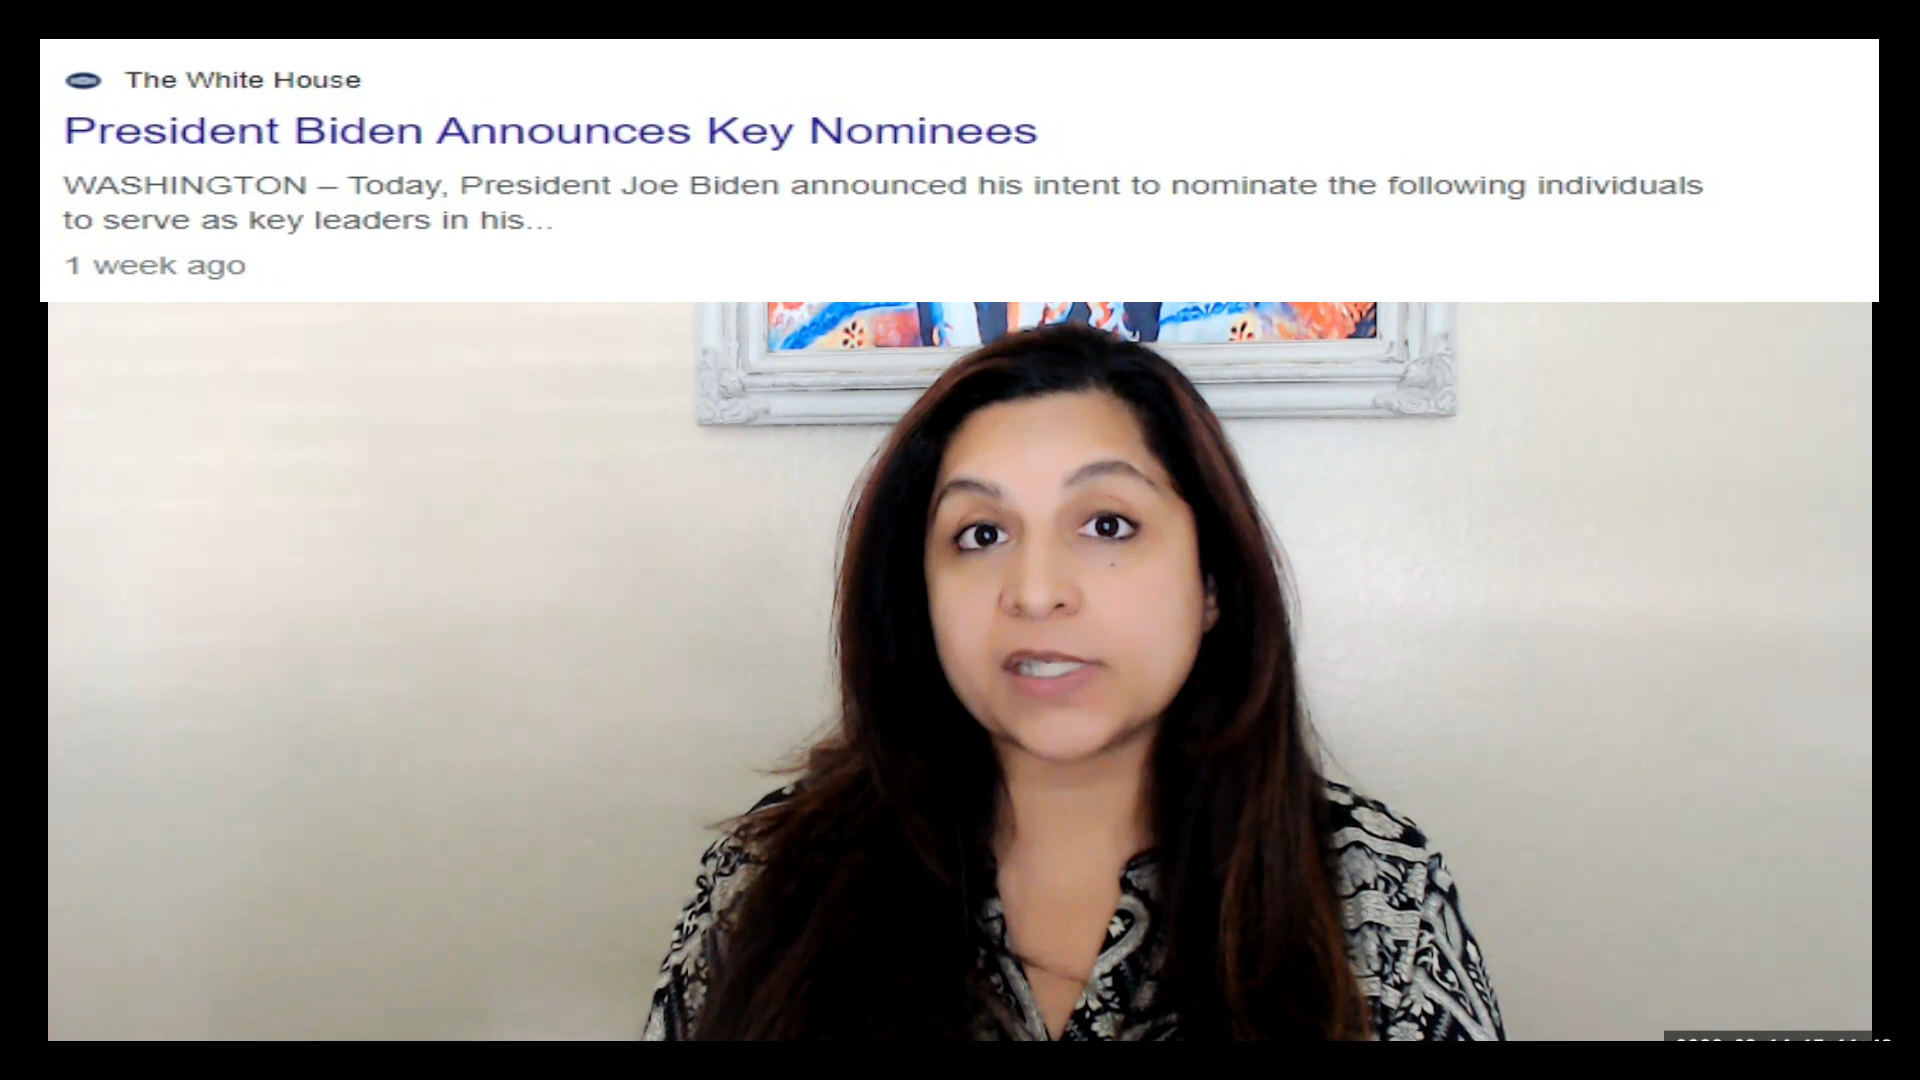 The White House
President Biden Announces Key Nominees
WASHINGTON – Today, President Joe Biden announced his intent to nominate the following individuals
to serve as key leaders in his...
1 week ago